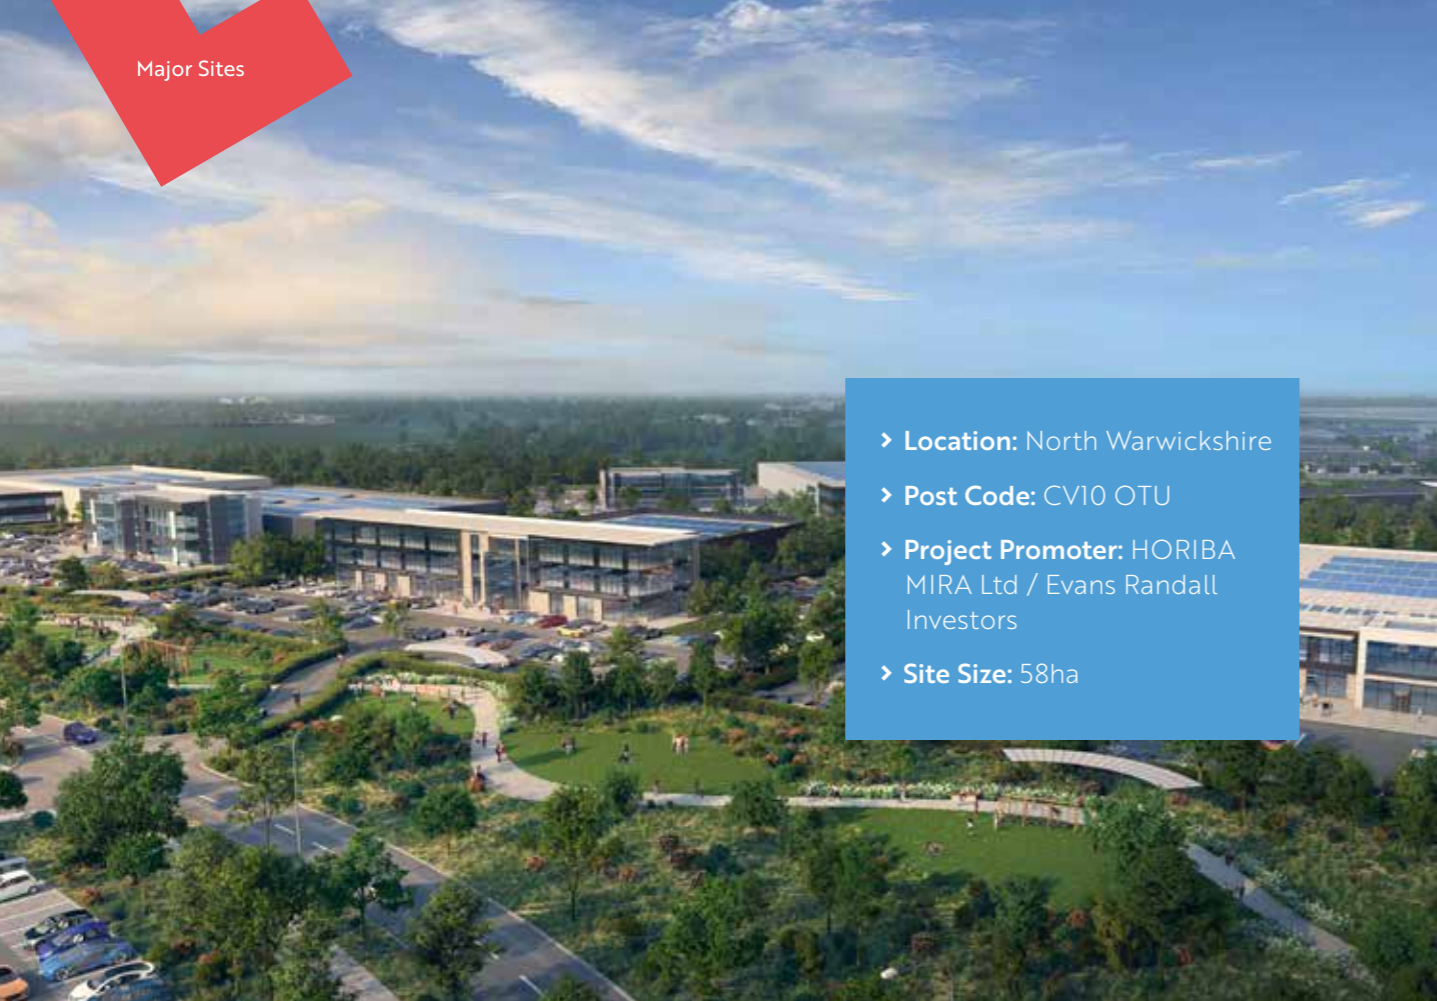 Major Sites
Location: North Warwickshire
Post Code: CV10 OTU
Project Promoter: HORIBA
MIRA Ltd / Evans Randall
Investors
Site Size: 58ha